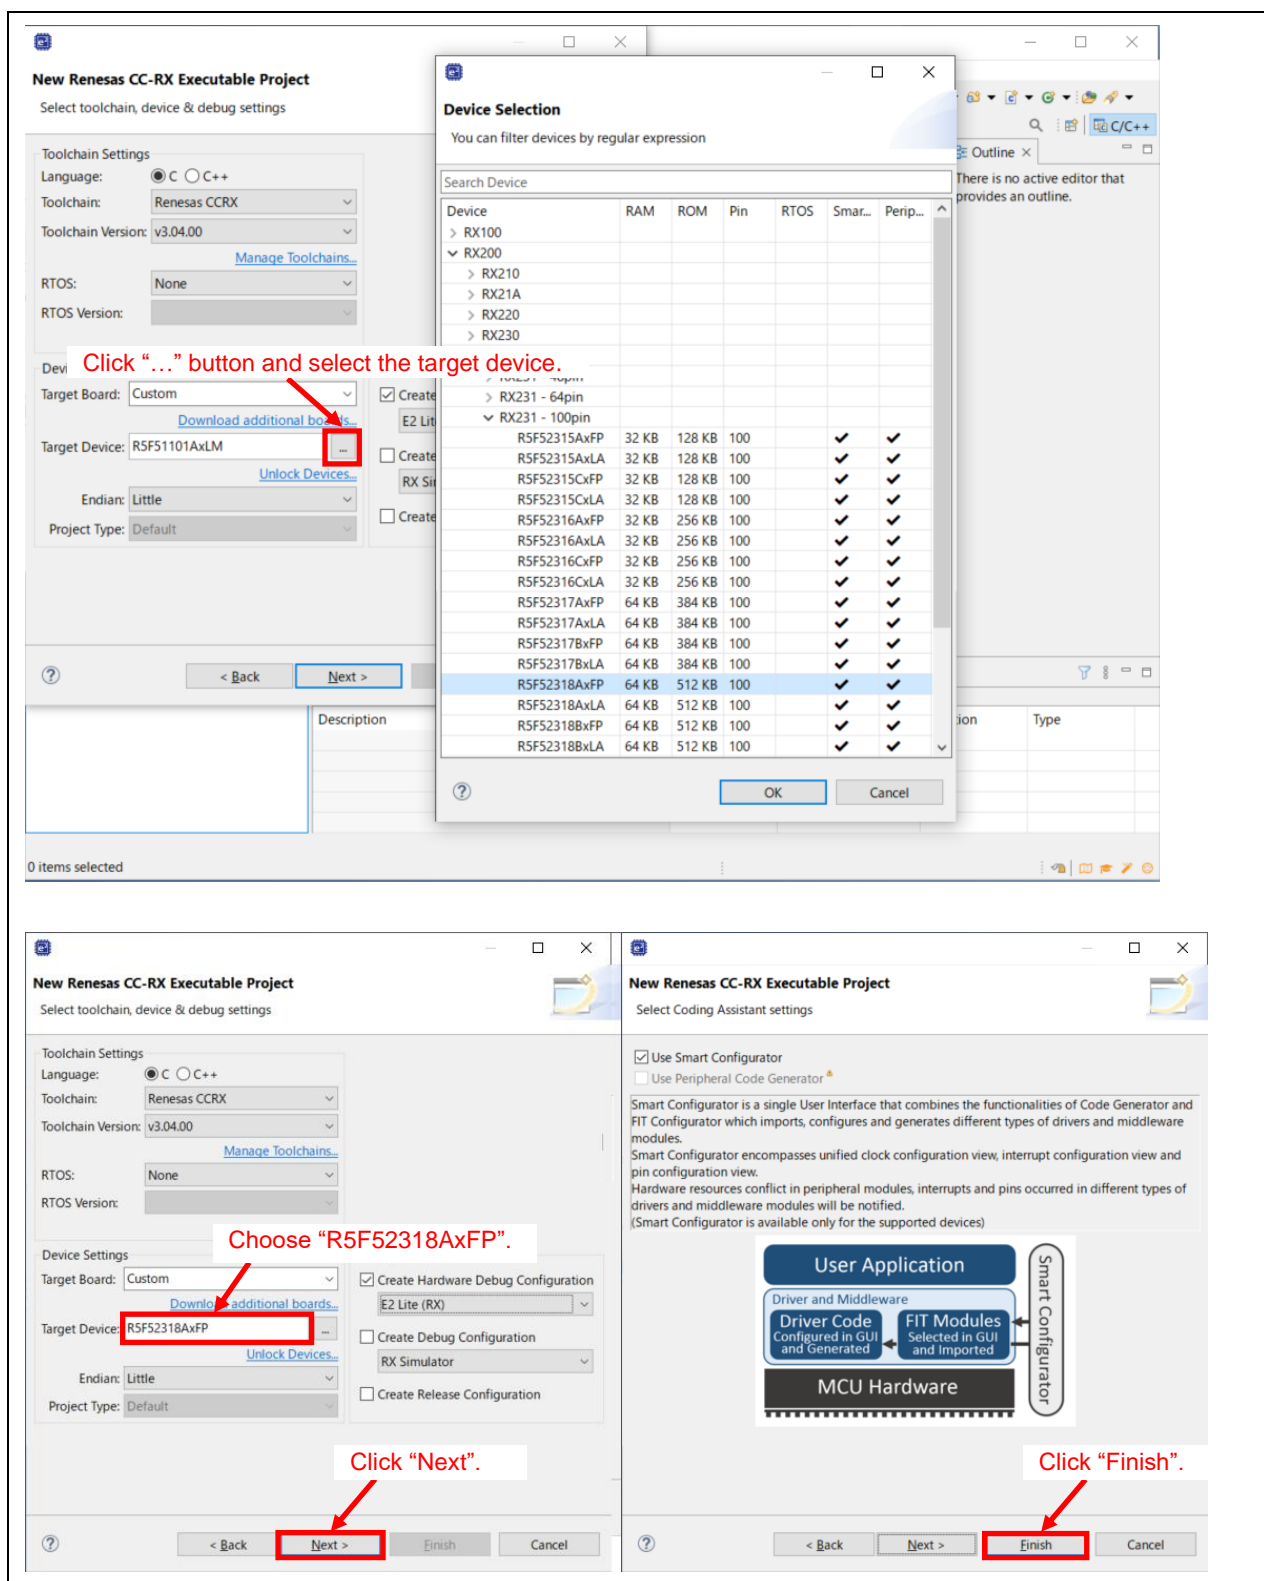 New Renesas CC-RX Executable Project
Select toolchain, device & debug settings
Toolchain Settings
Language: C C++
Toolchain: Renesas CCRX
Toolchain Version: v3.04.00
Manage Toolchains...
RTOS: None
RTOS Version:
Click “…” button and select the target device.
Target Board: Custom
Download additional
Target Device: R5F51101AxLM ...
Unlock Devices...
Endian: Little
Project Type: Default
Create
E2 Lit
Create
RX Si
Create
< Back Next >
Device Selection
You can filter devices by regular expression
Search Device
Device RAM ROM Pin RTOS Smar... Perip...
RX100
RX200
RX210
RX21A
RX220
RX230
RX231 - 64pin
RX231 - 100pin
R5F52315AxFP 32 KB 128 KB 100
R5F52315AxLA 32 KB 128 KB 100
R5F52315CxFP 32 KB 128 KB 100
R5F52315CxLA 32 KB 128 KB 100
R5F52316AxFP 32 KB 256 KB 100
R5F52316AxLA 32 KB 256 KB 100
R5F52316CxFP 32 KB 256 KB 100
R5F52316CxLA 32 KB 256 KB 100
R5F52317AxFP 64 KB 384 KB 100
R5F52317AxLA 64 KB 384 KB 100
R5F52317BxFP 64 KB 384 KB 100
R5F52317BxLA 64 KB 384 KB 100
R5F52318AxFP 64 KB 512 KB 100
R5F52318AxLA 64 KB 512 KB 100
R5F52318BxFP 64 KB 512 KB 100
R5F52318BxLA 64 KB 512 KB 100
OK Cancel
C/C++
Outline
There is no active editor that
provides an outline.
Description
tion Type
0 items selected
New Renesas CC-RX Executable Project
Select toolchain, device & debug settings
Toolchain Settings
Language: C C++
Toolchain: Renesas CCRX
Toolchain Version: v3.04.00
Manage Toolchains...
RTOS: None
RTOS Version:
Choose “R5F52318AxFP”.
Device Settings
Target Board: Custom
Download additional boards...
Target Device: R5F52318AxFP ...
Unlock Devices...
Endian: Little
Project Type: Default
Create Hardware Debug Configuration
E2 Lite (RX)
Create Debug Configuration
RX Simulator
Create Release Configuration
Click “Next”.
< Back Next > Finish Cancel
New Renesas CC-RX Executable Project
Select Coding Assistant settings
Use Smart Configurator
Use Peripheral Code Generator
Smart Configurator is a single User Interface that combines the functionalities of Code Generator and
FIT Configurator which imports, configures and generates different types of drivers and middleware
modules.
Smart Configurator encompasses unified clock configuration view, interrupt configuration view and
pin configuration view.
Hardware resources conflict in peripheral modules, interrupts and pins occurred in different types of
drivers and middleware modules will be notified.
(Smart Configurator is available only for the supported devices)
User Application
Driver and Middleware
Driver Code
Configured in GUI
and Generated
FIT Modules
Selected in GUI
and Imported
MCU Hardware
Smart Configurator
Click “Finish”.
< Back Next > Finish Cancel